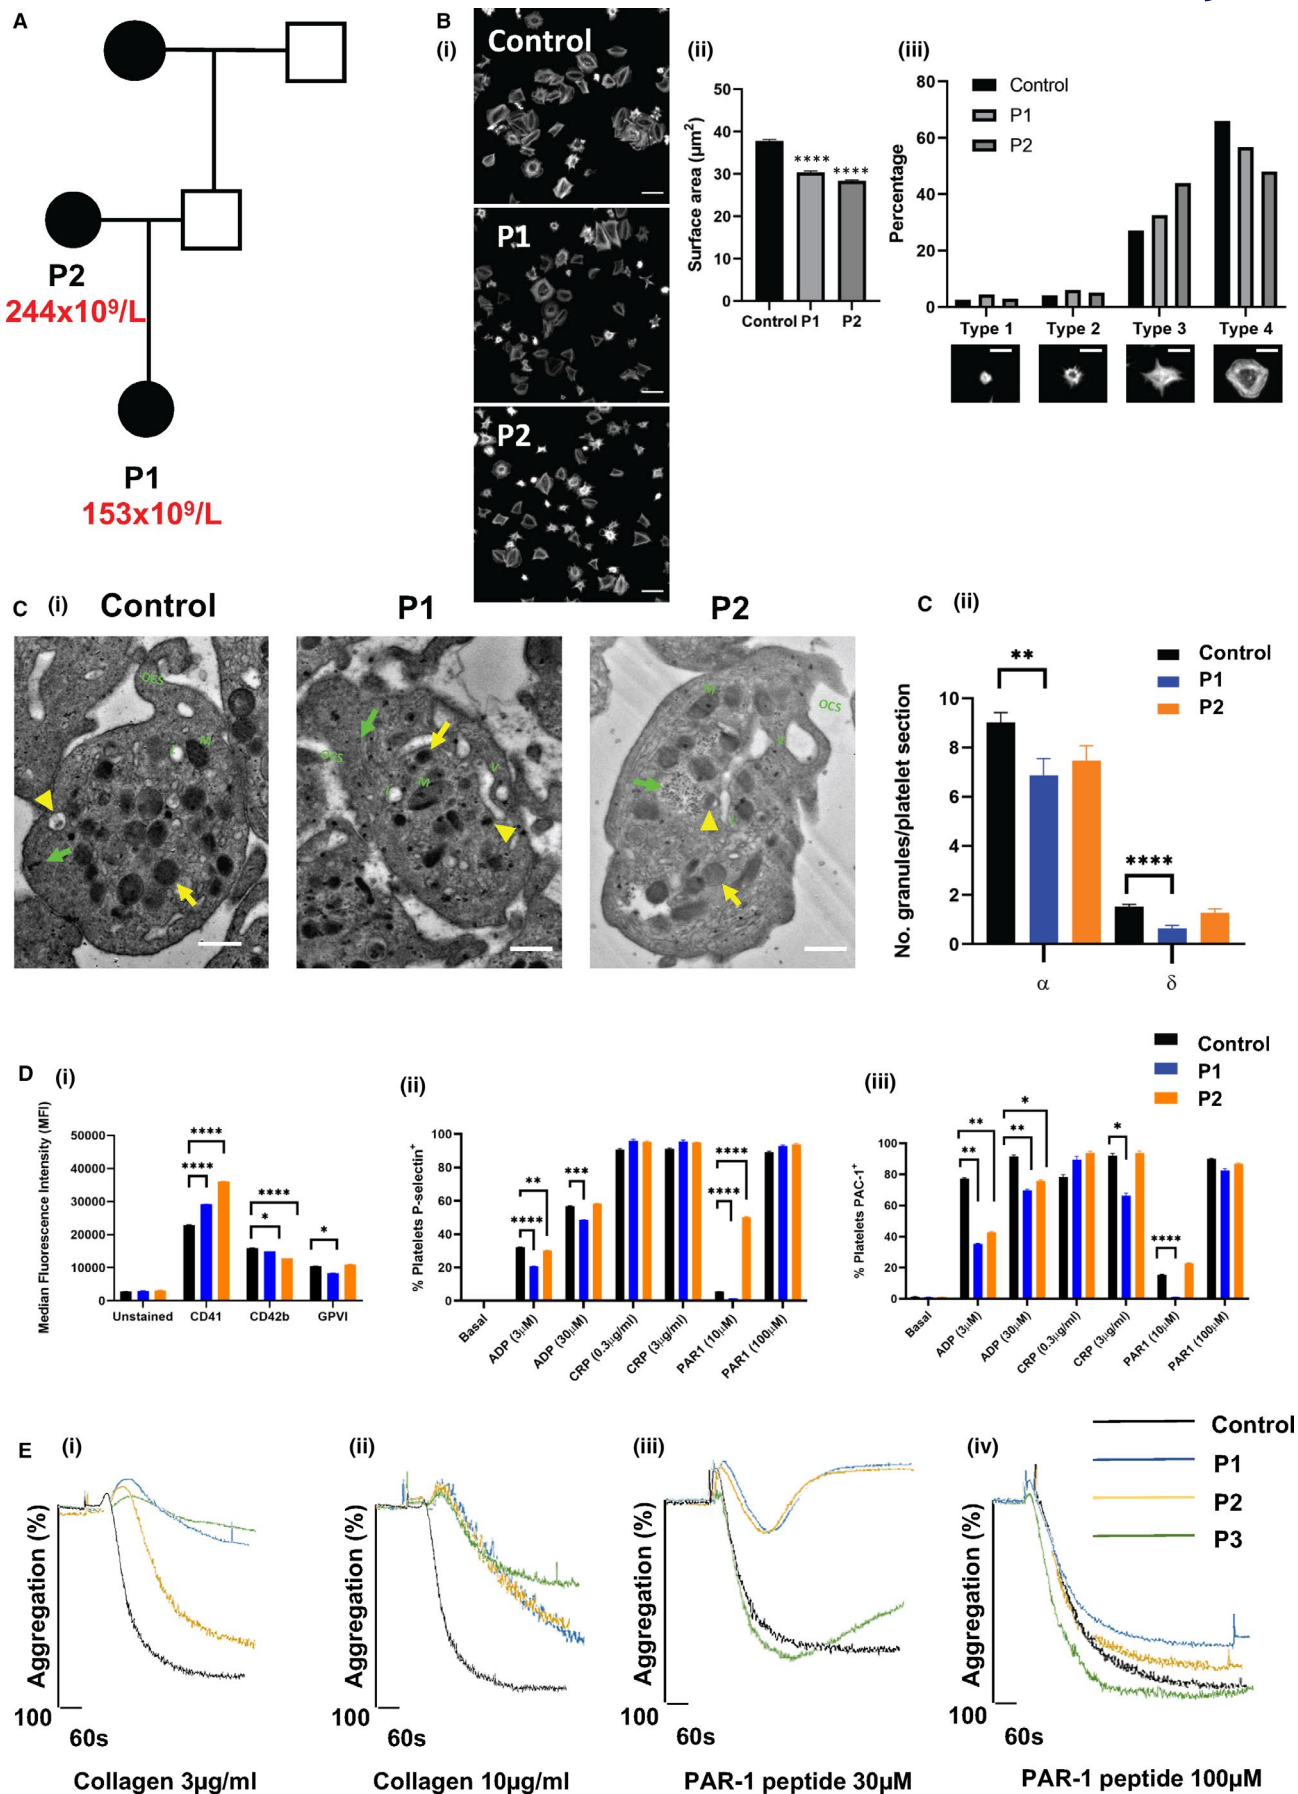 A
P2
244x10⁹/L
P1
153x10⁹/L
B
(i)
Control
P1
P2
(ii)
Surface area (µm²)
50
40
30
20
10
0
****
****
Control P1 P2
(iii)
Percentage
80
60
40
20
0
Control
P1
P2
Type 1 Type 2 Type 3 Type 4
C (i) Control P1 P2
OCS
M
OCS
M
V
M
OCS
C (ii)
Control
P1
P2
No. granules/platelet section
10
8
6
4
2
0
**
****
α δ
D (i)
Median Fluorescence Intensity (MFI)
50000
40000
30000
20000
10000
0
****
****
****
*
*
Unstained CD41 CD42b GPVI
(ii)
% Platelets P-selectin⁺
100
80
60
40
20
0
**
****
***
****
****
Basal
ADP (3µM)
ADP (30µM)
CRP (0.3µg/ml)
CRP (3µg/ml)
PAR1 (10µM)
PAR1 (100µM)
(iii)
Control
P1
P2
% Platelets PAC-1⁺
100
80
60
40
20
0
**
**
*
**
*
****
Basal
ADP (3µM)
ADP (30µM)
CRP (0.3µg/ml)
CRP (3µg/ml)
PAR1 (10µM)
PAR1 (100µM)
E (i)
Aggregation (%)
100
60s
Collagen 3µg/ml
(ii)
Aggregation (%)
100
60s
Collagen 10µg/ml
(iii)
Aggregation (%)
100
60s
PAR-1 peptide 30µM
(iv)
Aggregation (%)
100
60s
PAR-1 peptide 100µM
Control
P1
P2
P3